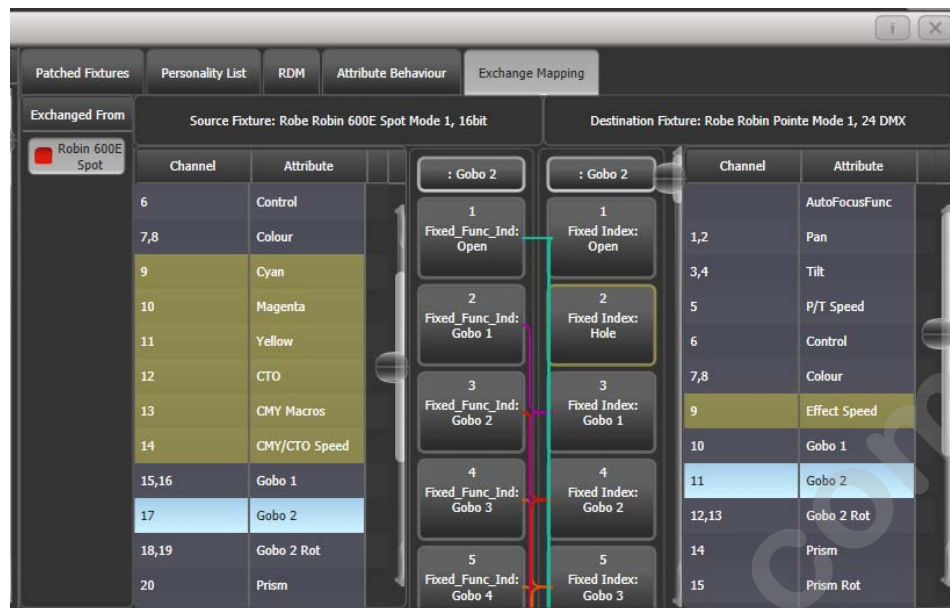 i X
Patched Fixtures Personality List RDM Attribute Behaviour Exchange Mapping
Exchanged From Source Fixture: Robe Robin 600E Spot Mode 1, 16bit Destination Fixture: Robe Robin Pointe Mode 1, 24 DMX
Robin 600E
Spot
Channel Attribute
6 Control
7,8 Colour
9 Cyan
10 Magenta
11 Yellow
12 CTO
13 CMY Macros
14 CMY/CTO Speed
15,16 Gobo 1
17 Gobo 2
18,19 Gobo 2 Rot
20 Prism
: Gobo 2
1
Fixed_Func_Ind:
Open
2
Fixed_Func_Ind:
Gobo 1
3
Fixed_Func_Ind:
Gobo 2
4
Fixed_Func_Ind:
Gobo 3
5
Fixed_Func_Ind:
Gobo 4
: Gobo 2
1
Fixed Index:
Open
2
Fixed Index:
Hole
3
Fixed Index:
Gobo 1
4
Fixed Index:
Gobo 2
5
Fixed Index:
Gobo 3
Channel Attribute
AutoFocusFunc
1,2 Pan
3,4 Tilt
5 P/T Speed
6 Control
7,8 Colour
9 Effect Speed
10 Gobo 1
11 Gobo 2
12,13 Gobo 2 Rot
14 Prism
15 Prism Rot
com